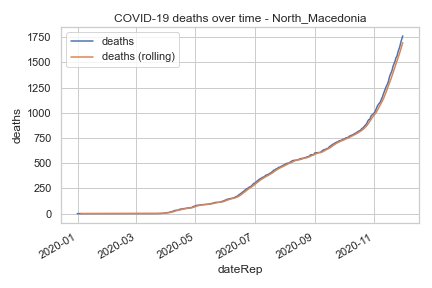 COVID-19 deaths over time - North_Macedonia
deaths
deaths (rolling)
1750
1500
1250
1000
750
500
250
0
deaths
2020-01
2020-03
2020-05
2020-07
2020-09
2020-11
dateRep